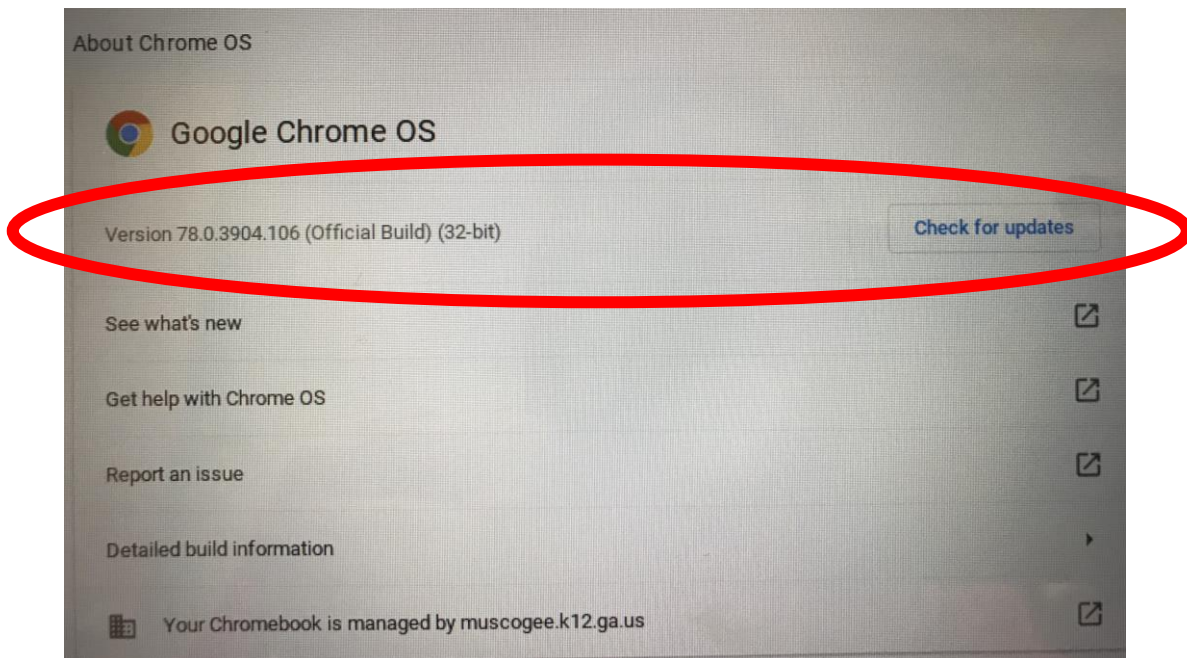 About Chrome OS
Google Chrome OS
Version 78.0.3904.106 (Official Build) (32-bit)
Check for updates
See what's new
Get help with Chrome OS
Report an issue
Detailed build information
Your Chromebook is managed by muscogee.k12.ga.us